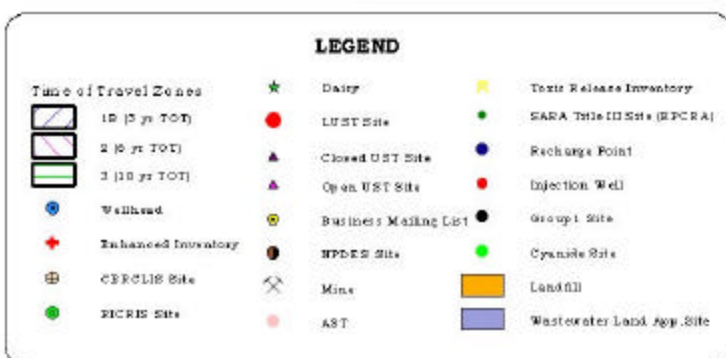 LEGEND
Time of Travel Zones
1B (3 yr TOT)
2 (6 yr TOT)
3 (10 yr TOT)
Wellhead
Enhanced Inventory
CERCLIS Site
RICRIS Site
Dairy
LUST Site
Closed UST Site
Open UST Site
Business Mailing List
NPDES Site
Mine
AST
Toxic Release Inventory
SARA Title III Site (EPCRA)
Recharge Point
Injection Well
Group1 Site
Cyanide Site
Landfill
Wastewater Land App. Site